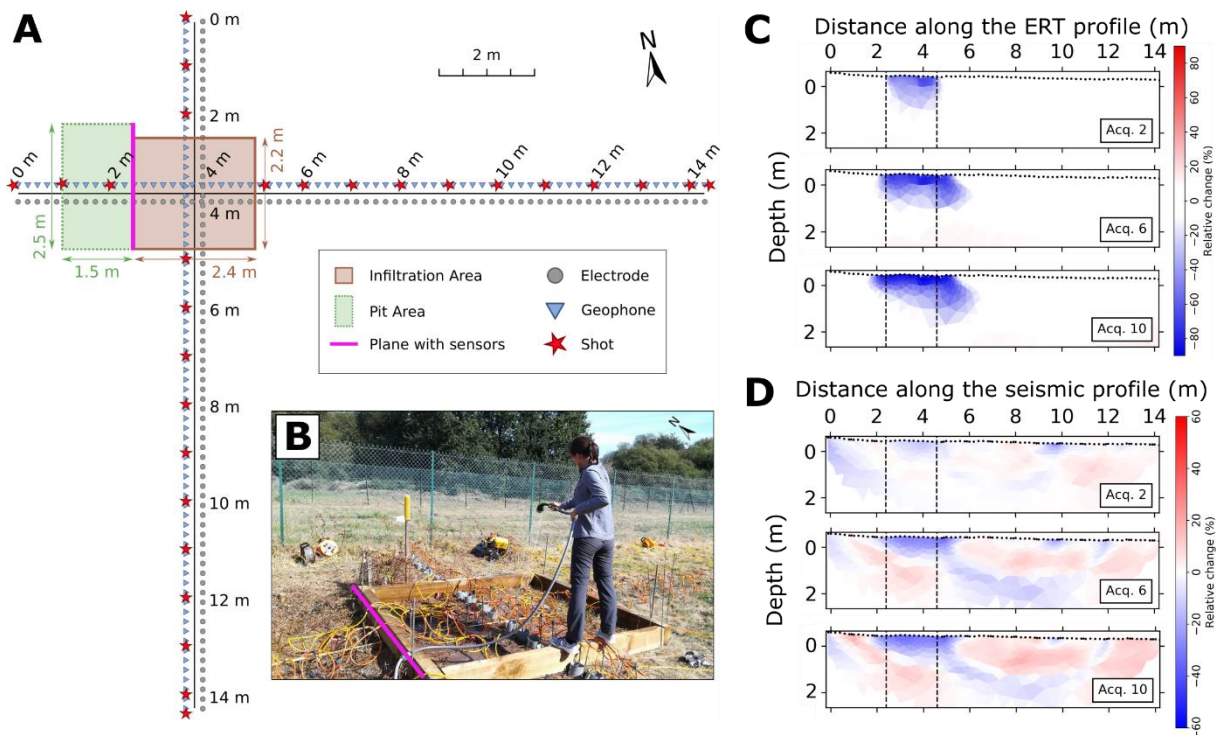 A
0 m
2 m
4 m
6 m
8 m
10 m
12 m
14 m
2 m
N
0 m
2 m
4 m
6 m
8 m
10 m
12 m
14 m
2.5 m
1.5 m
2.4 m
2.2 m
Infiltration Area
Pit Area
Plane with sensors
Electrode
Geophone
Shot
B
N
C
Distance along the ERT profile (m)
0 2 4 6 8 10 12 14
0
2
Acq. 2
0
2
Acq. 6
0
2
Acq. 10
Depth (m)
80
60
40
20
0
−20
−40
−60
−80
Relative change (%)
D
Distance along the seismic profile (m)
0 2 4 6 8 10 12 14
0
2
Acq. 2
0
2
Acq. 6
0
2
Acq. 10
Depth (m)
60
40
20
0
−20
−40
−60
Relative change (%)